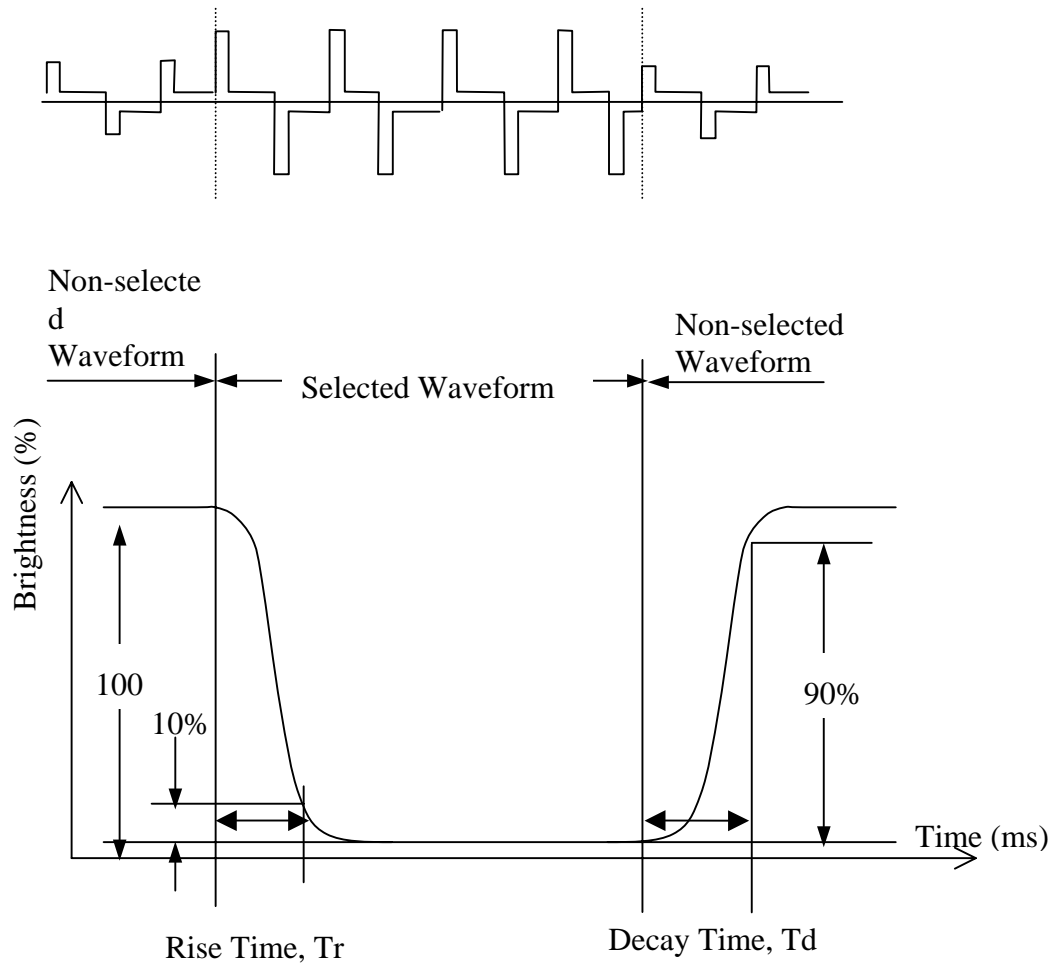 Non-selecte
d
Waveform
Selected Waveform
Non-selected
Waveform
Brightness (%)
100
10%
90%
Time (ms)
Rise Time, Tr
Decay Time, Td